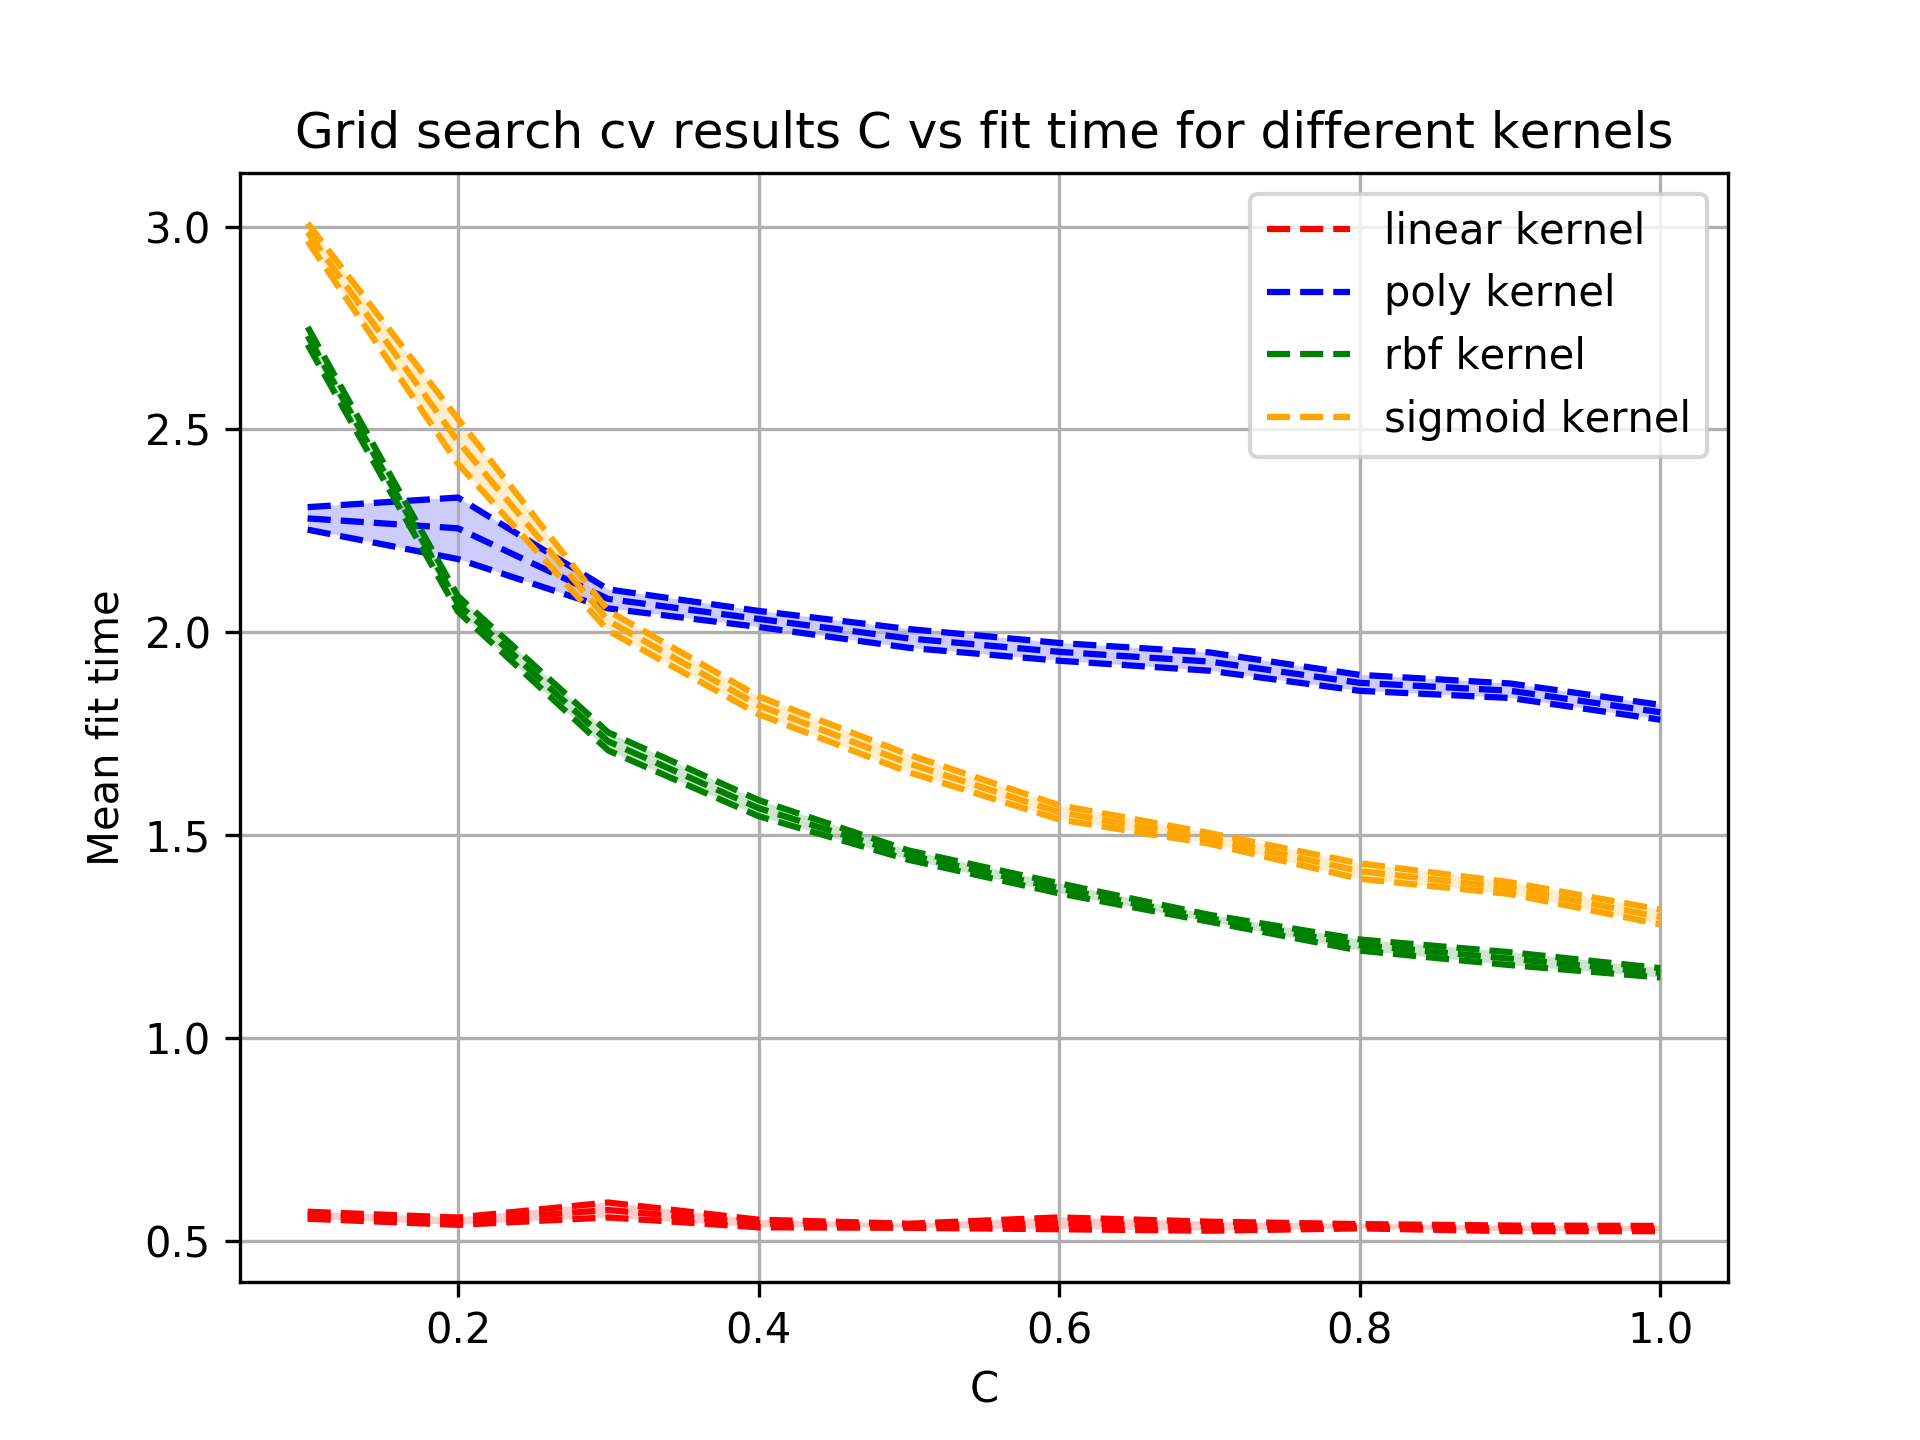 Grid search cv results C vs fit time for different kernels
3.0
2.5
2.0
1.5
1.0
0.5
Mean fit time
linear kernel
poly kernel
rbf kernel
sigmoid kernel
0.2 0.4 0.6 0.8 1.0
C